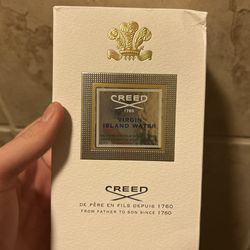 CREED
1760
VIRGIN
ISLAND WATER
CREED
DE PÈRE EN FILS DEPUIS 1760
FROM FATHER TO SON SINCE 1760